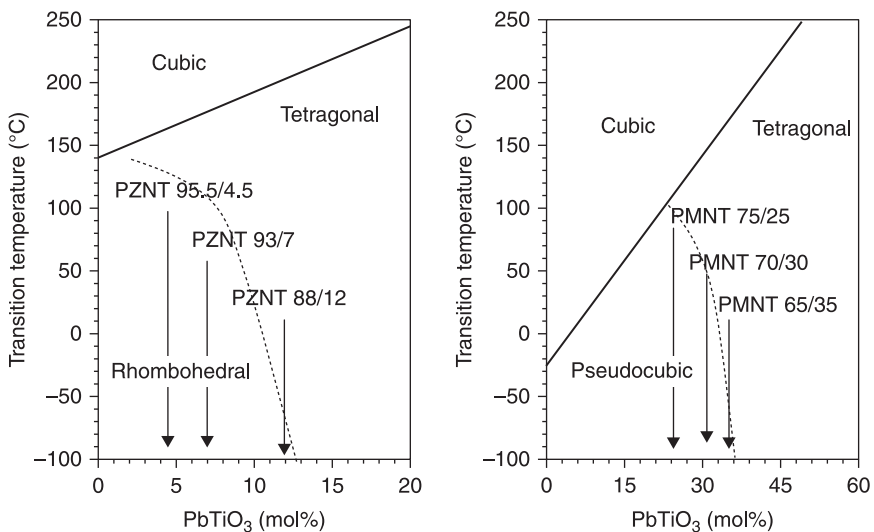 250
200
150
100
50
0
−50
−100
Transition temperature (°C)
Cubic
Tetragonal
PZNT 95.5/4.5
PZNT 93/7
PZNT 88/12
Rhombohedral
0
5
10
15
20
PbTiO₃ (mol%)
250
200
150
100
50
0
−50
−100
Transition temperature (°C)
Cubic
Tetragonal
PMNT 75/25
PMNT 70/30
PMNT 65/35
Pseudocubic
0
15
30
45
60
PbTiO₃ (mol%)